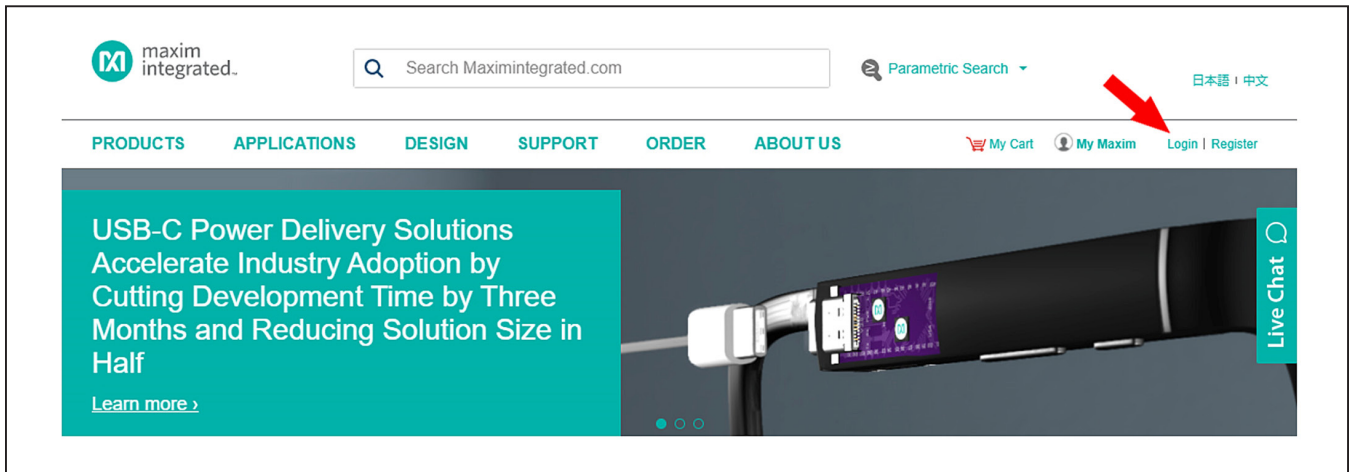 maxim
integrated™
Search Maximintegrated.com
Parametric Search
日本語 | 中文
PRODUCTS APPLICATIONS DESIGN SUPPORT ORDER ABOUT US My Cart My Maxim Login | Register
USB-C Power Delivery Solutions
Accelerate Industry Adoption by
Cutting Development Time by Three
Months and Reducing Solution Size in
Half
Learn more ›
Live Chat